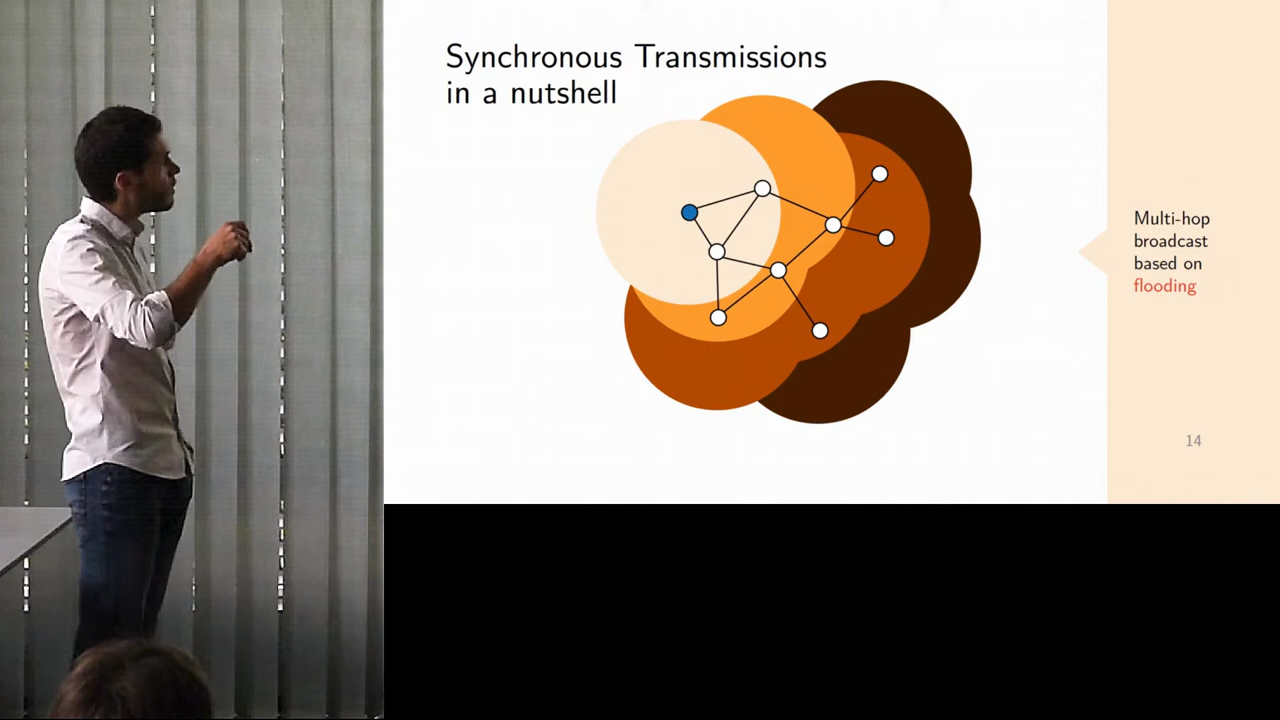 Synchronous Transmissions
in a nutshell
Multi-hop
broadcast
based on
flooding
14